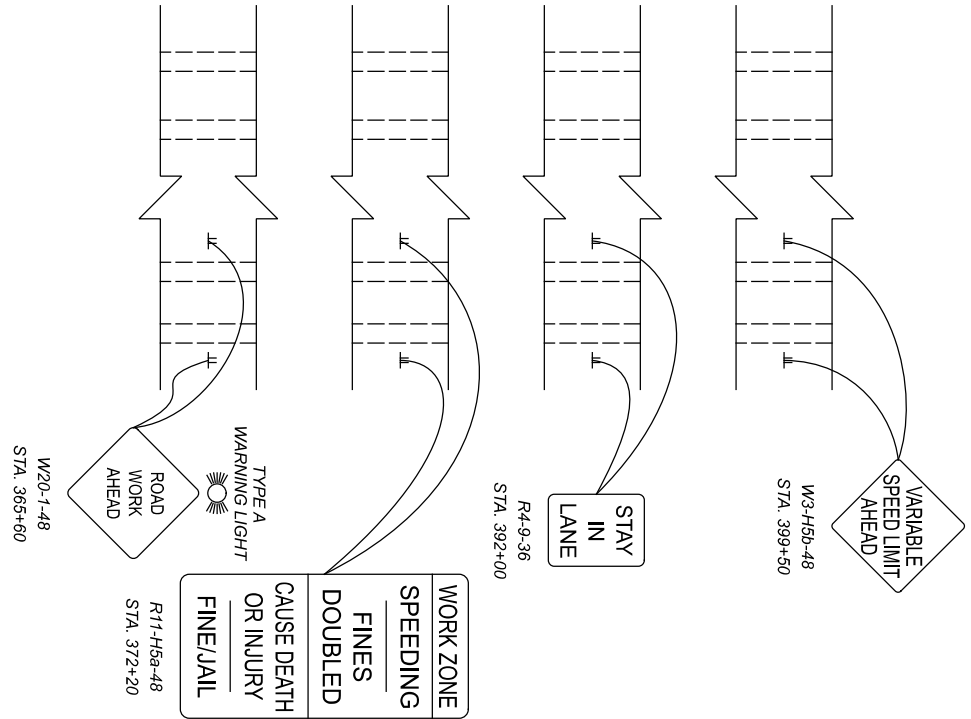 VARIABLE
SPEED LIMIT
AHEAD
W3-H5b-48
STA. 399+50
STAY
IN
LANE
R4-9-36
STA. 392+00
WORK ZONE
SPEEDING
FINES
DOUBLED
CAUSE DEATH
OR INJURY
FINE/JAIL
R11-H5a-48
STA. 372+20
TYPE A
WARNING LIGHT
ROAD
WORK
AHEAD
W20-1-48
STA. 365+60